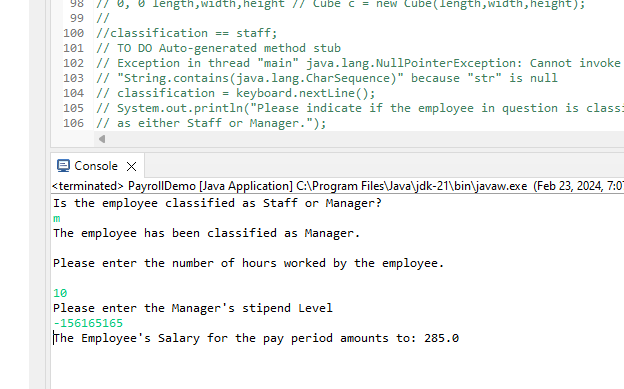 98 // 0, 0 length,width,height // Cube c = new Cube(length,width,height);
99 //
100 //classification == staff;
101 // TO DO Auto-generated method stub
102 // Exception in thread "main" java.lang.NullPointerException: Cannot invoke
103 // "String.contains(java.lang.CharSequence)" because "str" is null
104 // classification = keyboard.nextLine();
105 // System.out.println("Please indicate if the employee in question is classi
106 // as either Staff or Manager.");
Console
<terminated> PayrollDemo [Java Application] C:\Program Files\Java\jdk-21\bin\javaw.exe (Feb 23, 2024, 7:07
Is the employee classified as Staff or Manager?
m
The employee has been classified as Manager.
Please enter the number of hours worked by the employee.
10
Please enter the Manager's stipend Level
-156165165
The Employee's Salary for the pay period amounts to: 285.0